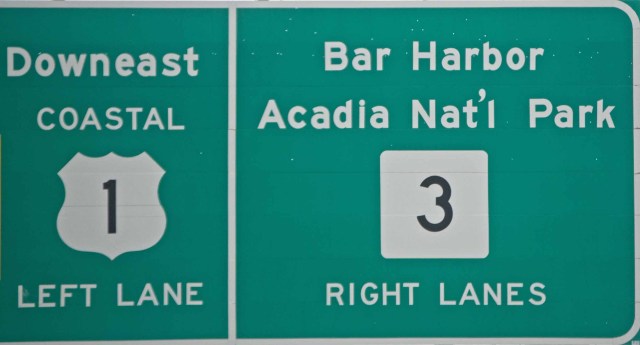 Downeast
COASTAL
1
LEFT LANE
Bar Harbor
Acadia Nat'l Park
3
RIGHT LANES